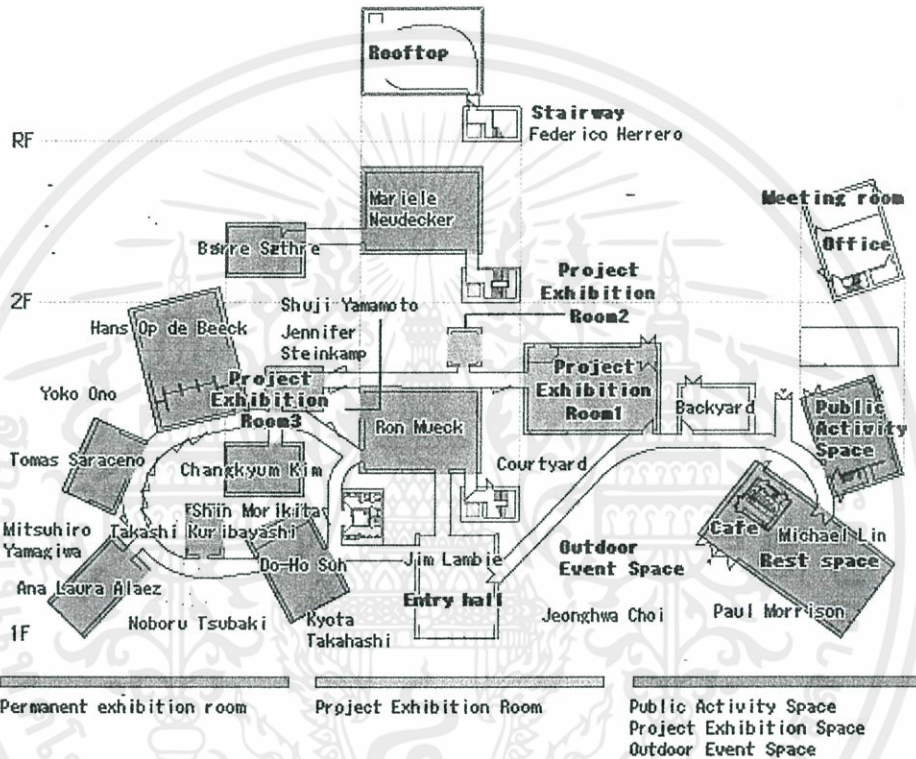 Rooftop
Stairway
Federico Herrero
RF
Mariele
Neudecker
Meeting room
Office
Børre Sæthre
Project
Exhibition
Room2
2F
Shuji Yamamoto
Hans Op de Beeck
Jennifer
Steinkamp
Yoko Ono
Project
Exhibition
Room3
Project
Exhibition
Room1
Ron Mueck
Backyard
Public
Activity
Space
Tomas Saraceno
Changkyum Kim
Courtyard
Shin Morikita
Mitsuhiro
Yamagiwa
Takashi Kuribayashi
Cafe
Michael Lin
Rest space
Do-Ho Suh
Jim Lambie
Outdoor
Event Space
Ana Laura Alaez
Entry hall
Noboru Tsubaki
Kyota
Takahashi
Jeonghwa Choi
Paul Morrison
1F
Permanent exhibition room
Project Exhibition Room
Public Activity Space
Project Exhibition Space
Outdoor Event Space